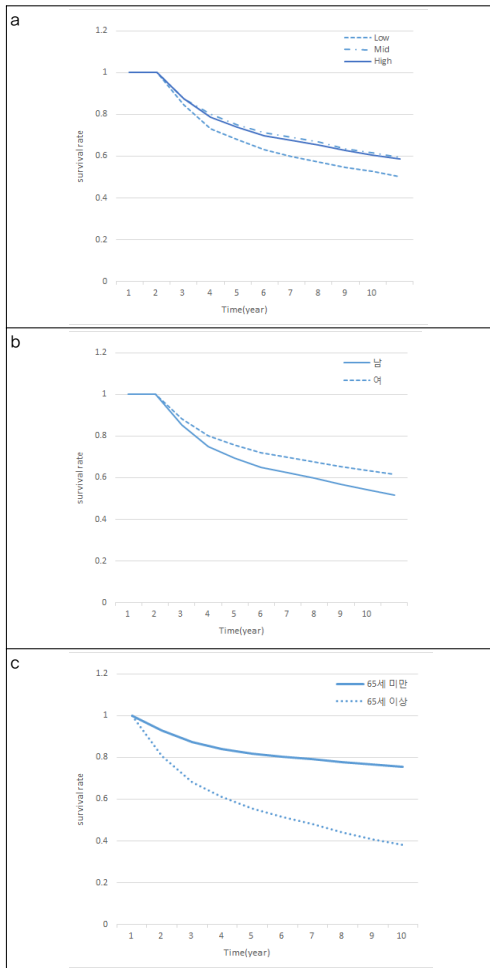 a
1.2
Low
Mid
High
1
0.8
0.6
0.4
0.2
0
survival rate
1 2 3 4 5 6 7 8 9 10
Time(year)
b
1.2
남
여
1
0.8
0.6
0.4
0.2
0
survival rate
1 2 3 4 5 6 7 8 9 10
Time(year)
c
1.2
65세 미만
65세 이상
1
0.8
0.6
0.4
0.2
0
survival rate
1 2 3 4 5 6 7 8 9 10
Time(year)